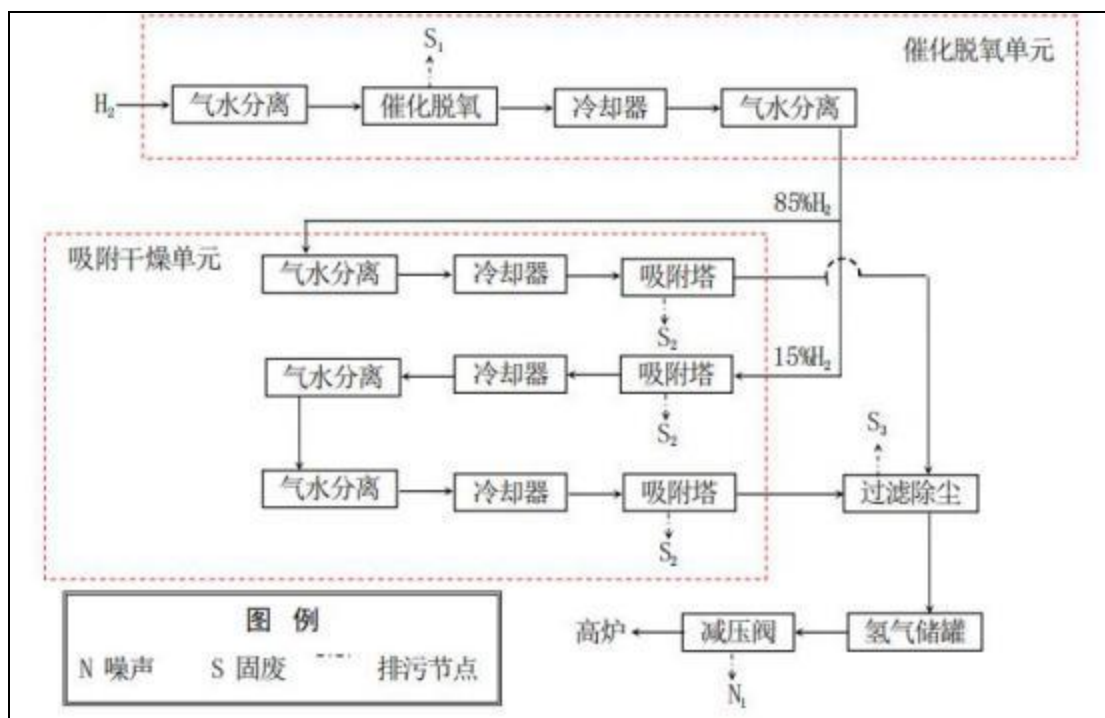 催化脱氧单元
S₁
H₂ 气水分离 催化脱氧 冷却器 气水分离
85%H₂
吸附干燥单元
气水分离 冷却器 吸附塔
S₂
15%H₂
气水分离 冷却器 吸附塔
S₂
S₃
气水分离 冷却器 吸附塔 过滤除尘
S₂
图 例
N 噪声 S 固废 排污节点
高炉 减压阀 氢气储罐
N₁